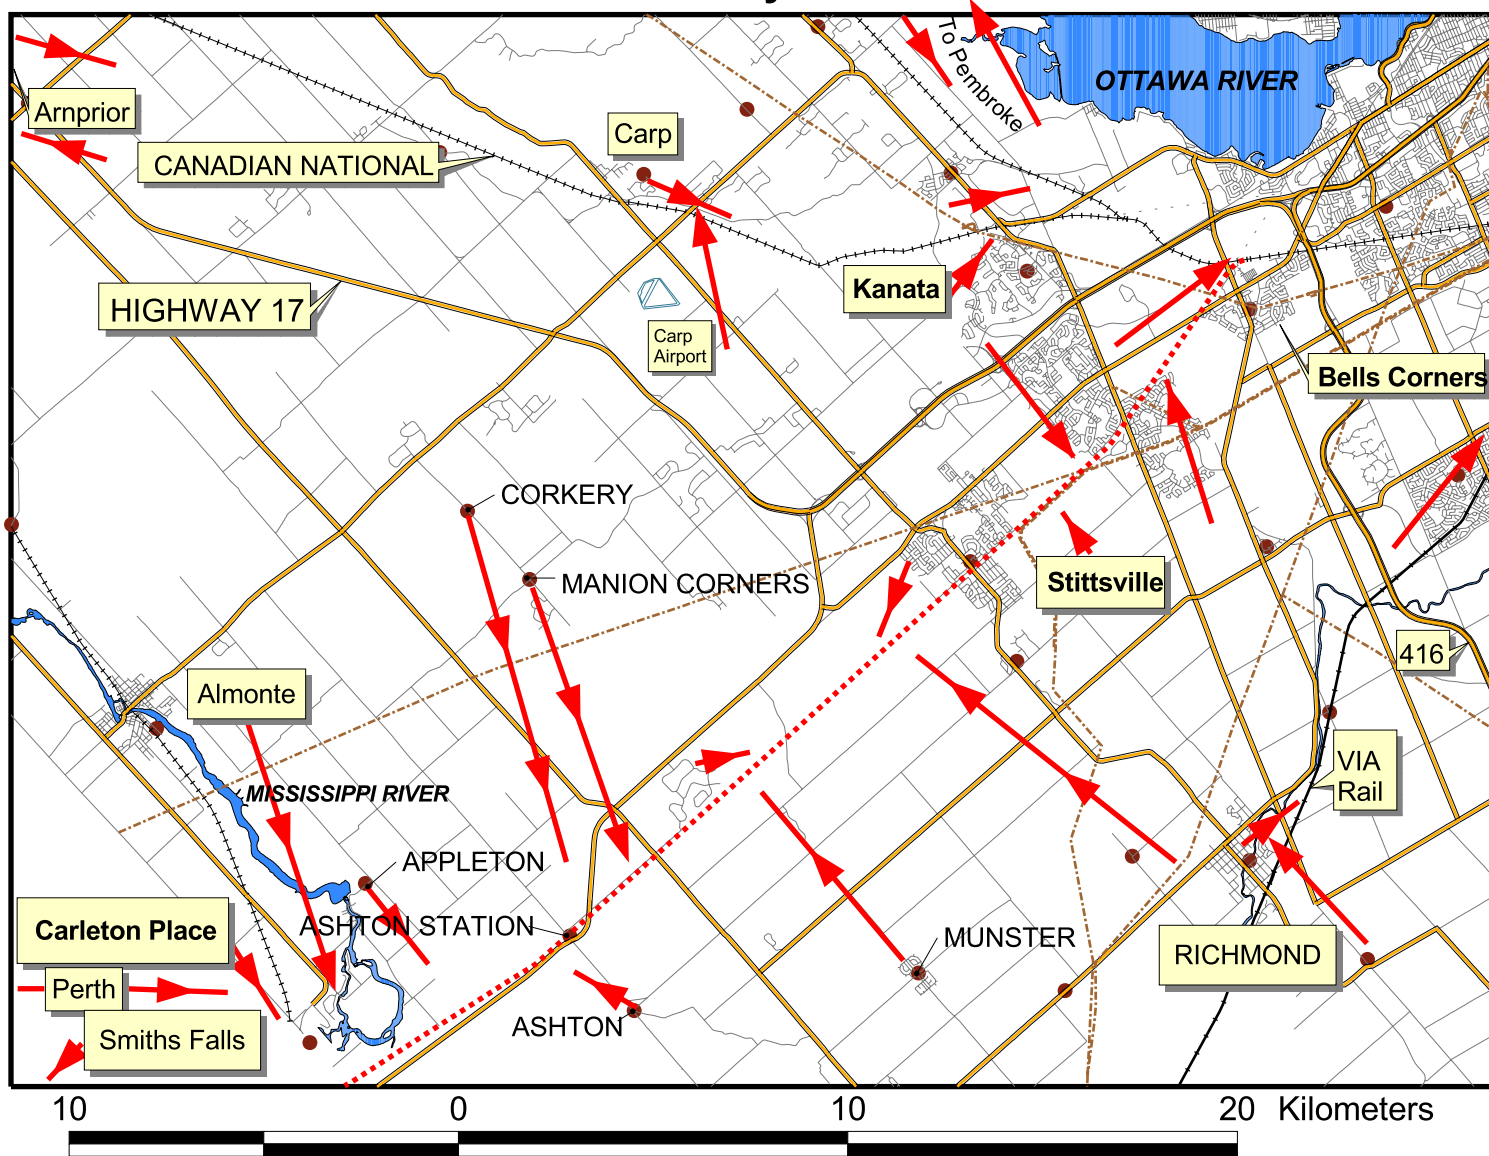 To Pembroke
OTTAWA RIVER
Arnprior
Carp
CANADIAN NATIONAL
Kanata
HIGHWAY 17
Carp
Airport
Bells Corners
CORKERY
MANION CORNERS
Stittsville
416
Almonte
VIA
Rail
MISSISSIPPI RIVER
APPLETON
ASHTON STATION
Carleton Place
MUNSTER
RICHMOND
Perth
ASHTON
Smiths Falls
10 0 10 20 Kilometers